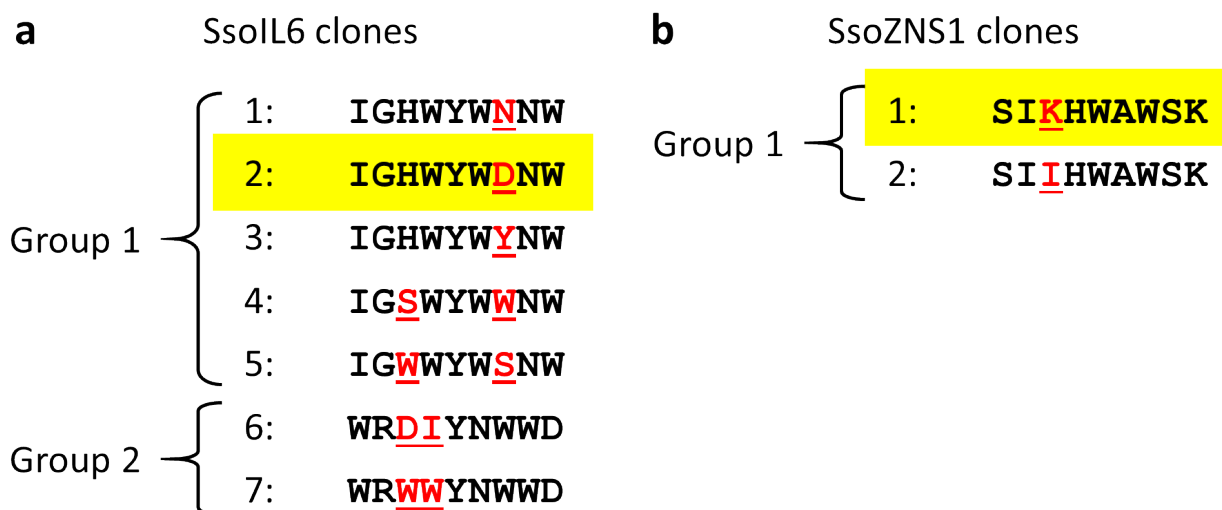 a SsoIL6 clones
Group 1
1: IGHWYWNNW
2: IGHWYWDNW
3: IGHWYWYNW
4: IGSWYWWNW
5: IGWWYWSNW
Group 2
6: WRDIYNWWD
7: WRWWYNWWD
b SsoZNS1 clones
Group 1
1: SIKHWAWSK
2: SIIHWAWSK